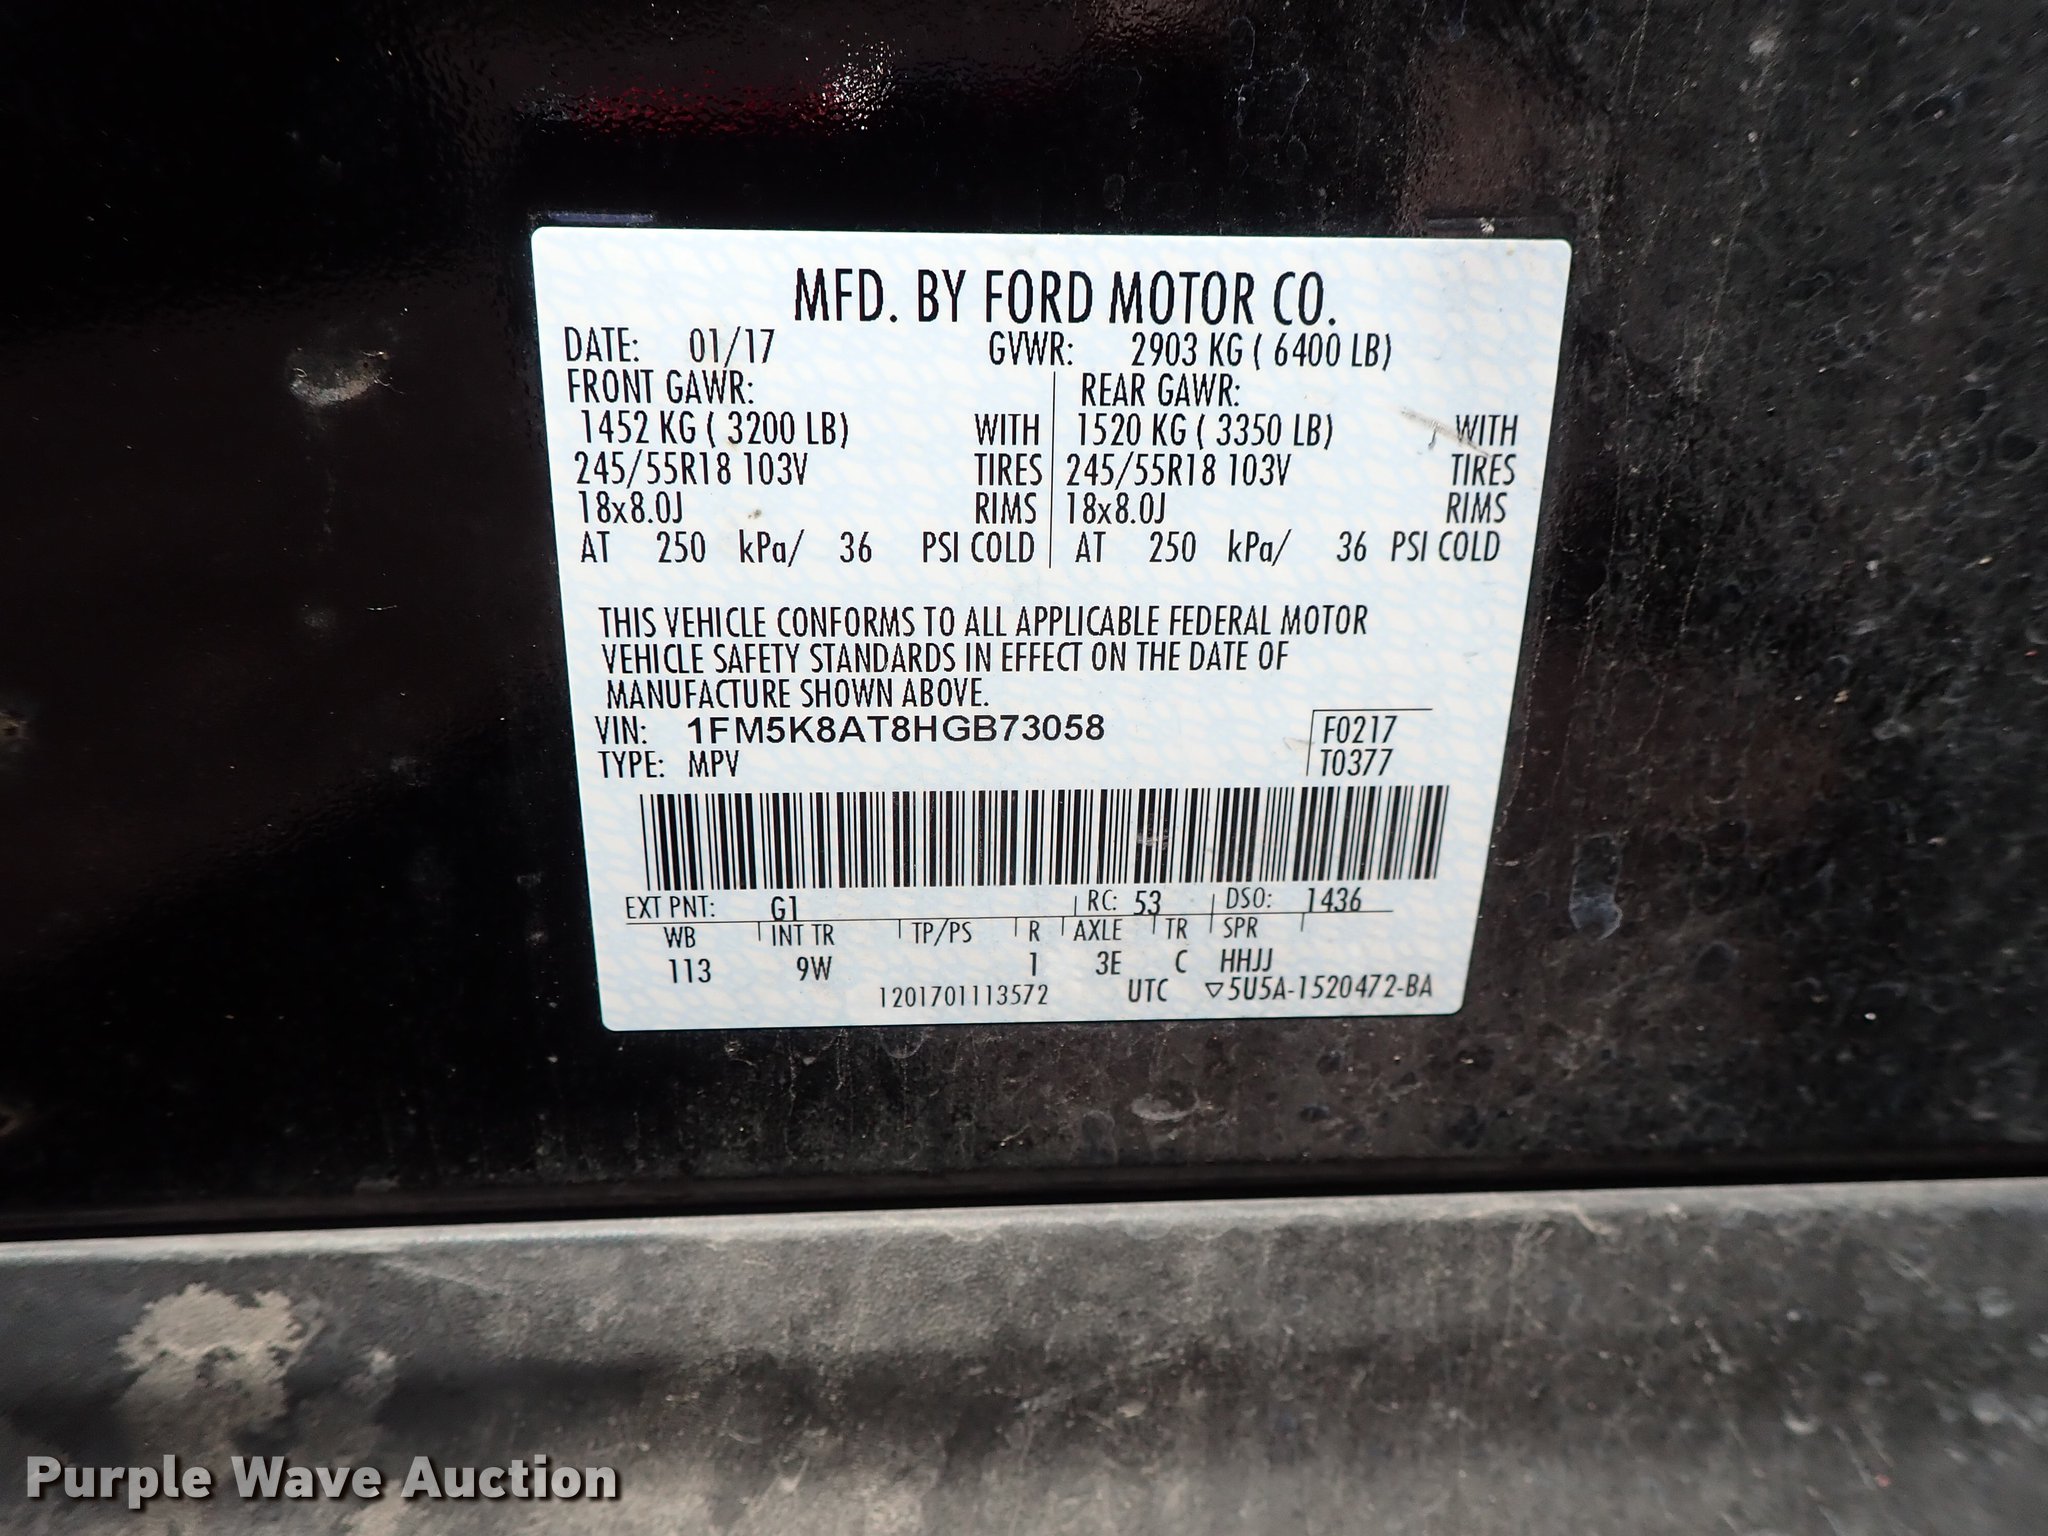 MFD. BY FORD MOTOR CO.
DATE: 01/17 GVWR: 2903 KG ( 6400 LB)
FRONT GAWR: REAR GAWR:
1452 KG ( 3200 LB) WITH 1520 KG ( 3350 LB) WITH
245/55R18 103V TIRES 245/55R18 103V TIRES
18x8.0J RIMS 18x8.0J RIMS
AT 250 kPa/ 36 PSI COLD AT 250 kPa/ 36 PSI COLD
THIS VEHICLE CONFORMS TO ALL APPLICABLE FEDERAL MOTOR
VEHICLE SAFETY STANDARDS IN EFFECT ON THE DATE OF
MANUFACTURE SHOWN ABOVE.
VIN: 1FM5K8AT8HGB73058 F0217
TYPE: MPV T0377
EXT PNT: G1 RC: 53 DSO: 1436
WB INT TR TP/PS R AXLE TR SPR
113 9W 1 3E C HHJJ
1201701113572 UTC ▽5U5A-1520472-BA
Purple Wave Auction